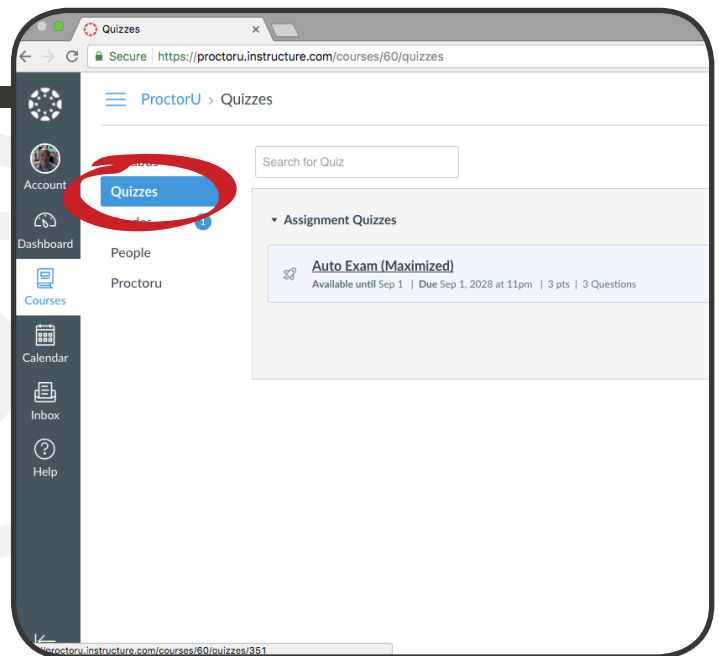 Quizzes
Secure https://proctoru.instructure.com/courses/60/quizzes
ProctorU > Quizzes
Account
Dashboard
Courses
Calendar
Inbox
Help
Quizzes
1
People
Proctoru
Search for Quiz
Assignment Quizzes
Auto Exam (Maximized)
Available until Sep 1 | Due Sep 1, 2028 at 11pm | 3 pts | 3 Questions
proctoru.instructure.com/courses/60/quizzes/351